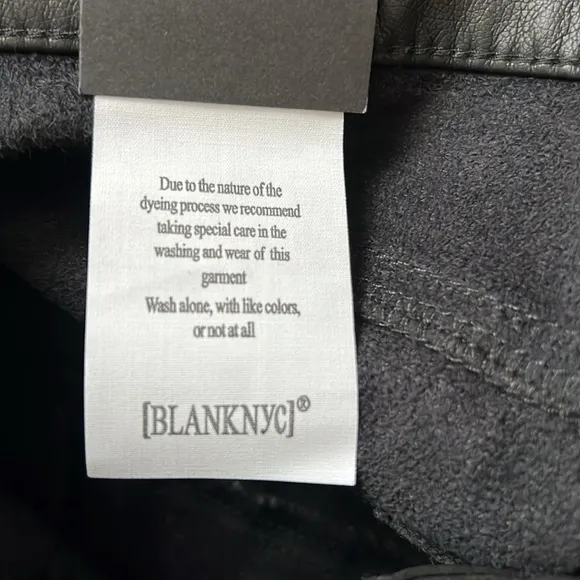 Due to the nature of the
dyeing process we recommend
taking special care in the
washing and wear of this
garment
Wash alone, with like colors,
or not at all
[BLANKNYC]®